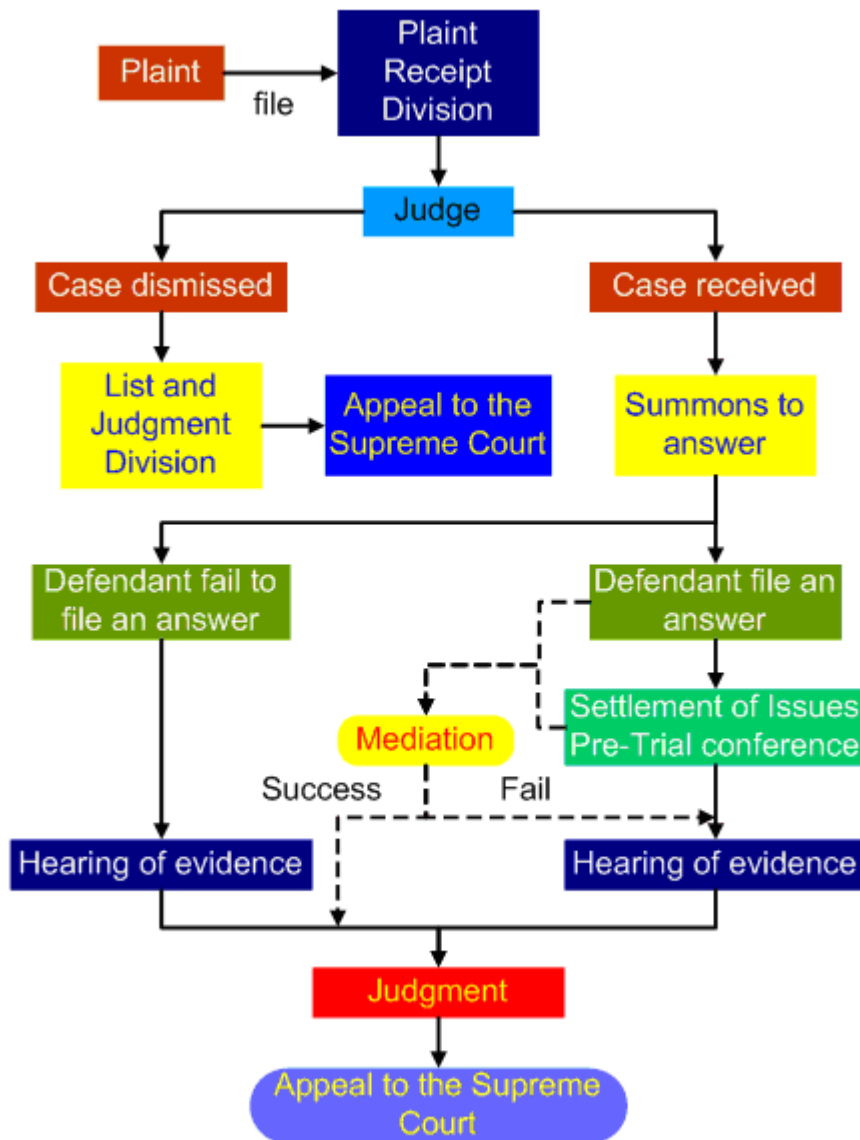 Plaint
file
Plaint
Receipt
Division
Judge
Case dismissed
Case received
List and
Judgment
Division
Appeal to the
Supreme Court
Summons to
answer
Defendant fail to
file an answer
Defendant file an
answer
Settlement of Issues
Pre-Trial conference
Mediation
Success
Fail
Hearing of evidence
Hearing of evidence
Judgment
Appeal to the Supreme
Court